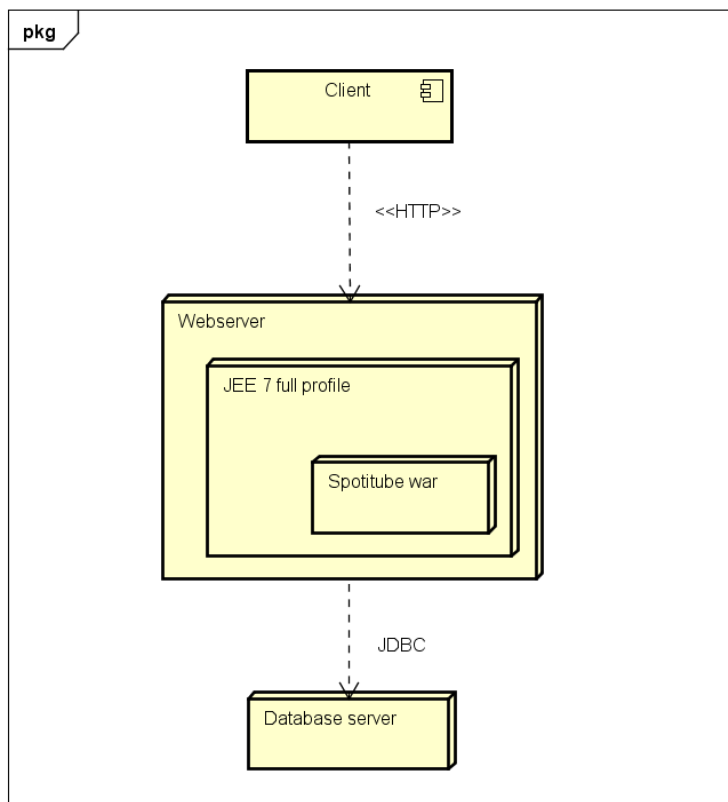 pkg
Client
<<HTTP>>
Webserver
JEE 7 full profile
Spotitube war
JDBC
Database server